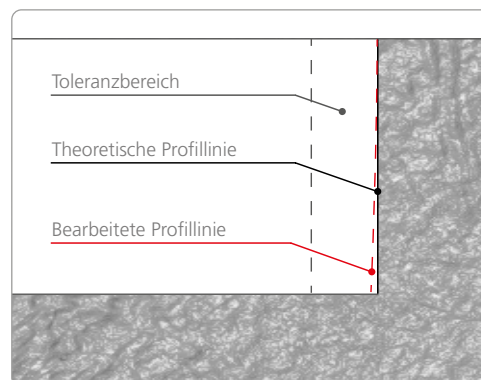 Toleranzbereich
Theoretische Profillinie
Bearbeitete Profillinie